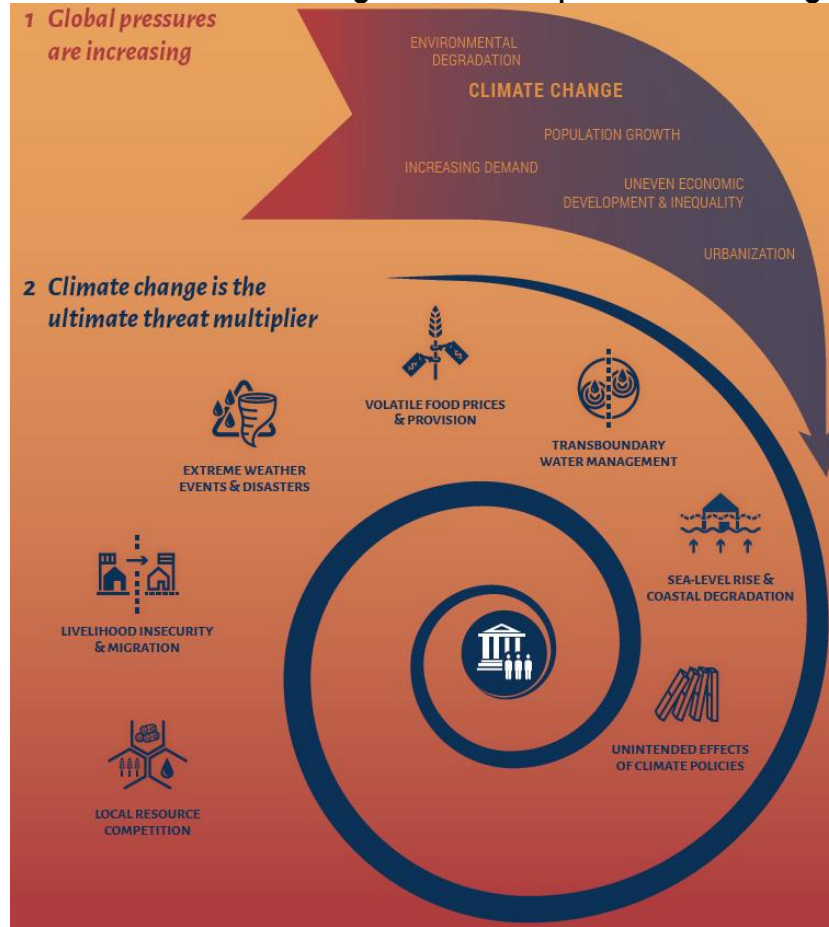 1 Global pressures
are increasing
ENVIRONMENTAL
DEGRADATION
CLIMATE CHANGE
POPULATION GROWTH
INCREASING DEMAND
UNEVEN ECONOMIC
DEVELOPMENT & INEQUALITY
URBANIZATION
2 Climate change is the
ultimate threat multiplier
VOLATILE FOOD PRICES
& PROVISION
TRANSBOUNDARY
WATER MANAGEMENT
EXTREME WEATHER
EVENTS & DISASTERS
SEA-LEVEL RISE &
COASTAL DEGRADATION
LIVELIHOOD INSECURITY
& MIGRATION
UNINTENDED EFFECTS
OF CLIMATE POLICIES
LOCAL RESOURCE
COMPETITION